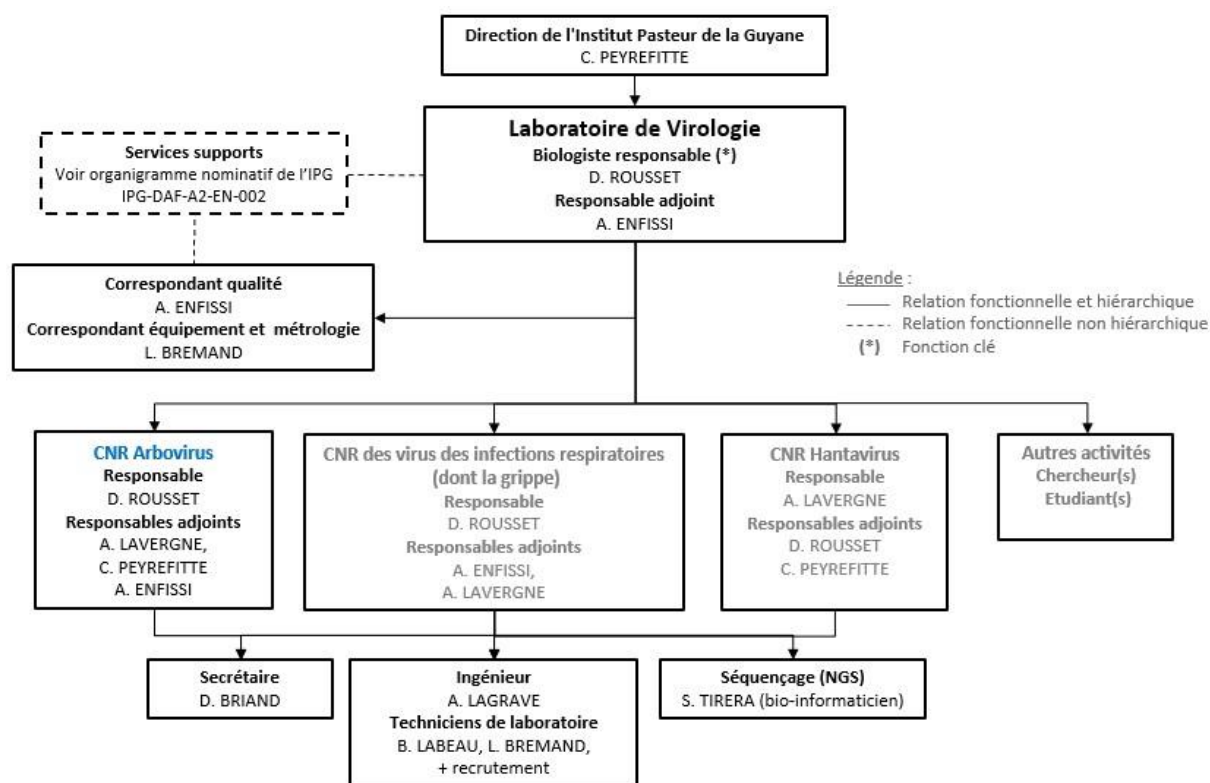 Direction de l'Institut Pasteur de la Guyane
C. PEYREFITTE
Laboratoire de Virologie
Biologiste responsable (*)
D. ROUSSET
Responsable adjoint
A. ENFISSI
Services supports
Voir organigramme nominatif de l’IPG
IPG-DAF-A2-EN-002
Correspondant qualité
A. ENFISSI
Correspondant équipement et métrologie
L. BREMAND
Légende :
Relation fonctionnelle et hiérarchique
Relation fonctionnelle non hiérarchique
(*) Fonction clé
CNR Arbovirus
Responsable
D. ROUSSET
Responsables adjoints
A. LAVERGNE,
C. PEYREFITTE
A. ENFISSI
CNR des virus des infections respiratoires
(dont la grippe)
Responsable
D. ROUSSET
Responsables adjoints
A. ENFISSI,
A. LAVERGNE
CNR Hantavirus
Responsable
A. LAVERGNE
Responsables adjoints
D. ROUSSET
C. PEYREFITTE
Autres activités
Chercheur(s)
Etudiant(s)
Secrétaire
D. BRIAND
Ingénieur
A. LAGRAVE
Techniciens de laboratoire
B. LABEAU, L. BREMAND,
+ recrutement
Séquençage (NGS)
S. TIRERA (bio-informaticien)